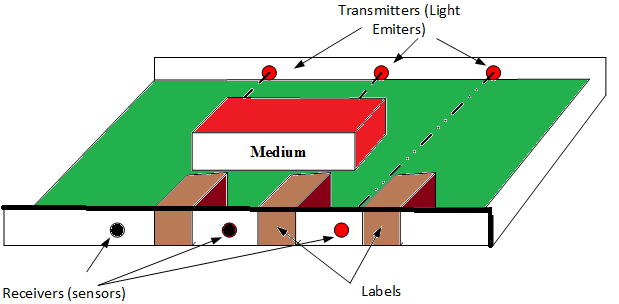 Transmitters (Light
Emiters)
Medium
Receivers (sensors)
Labels